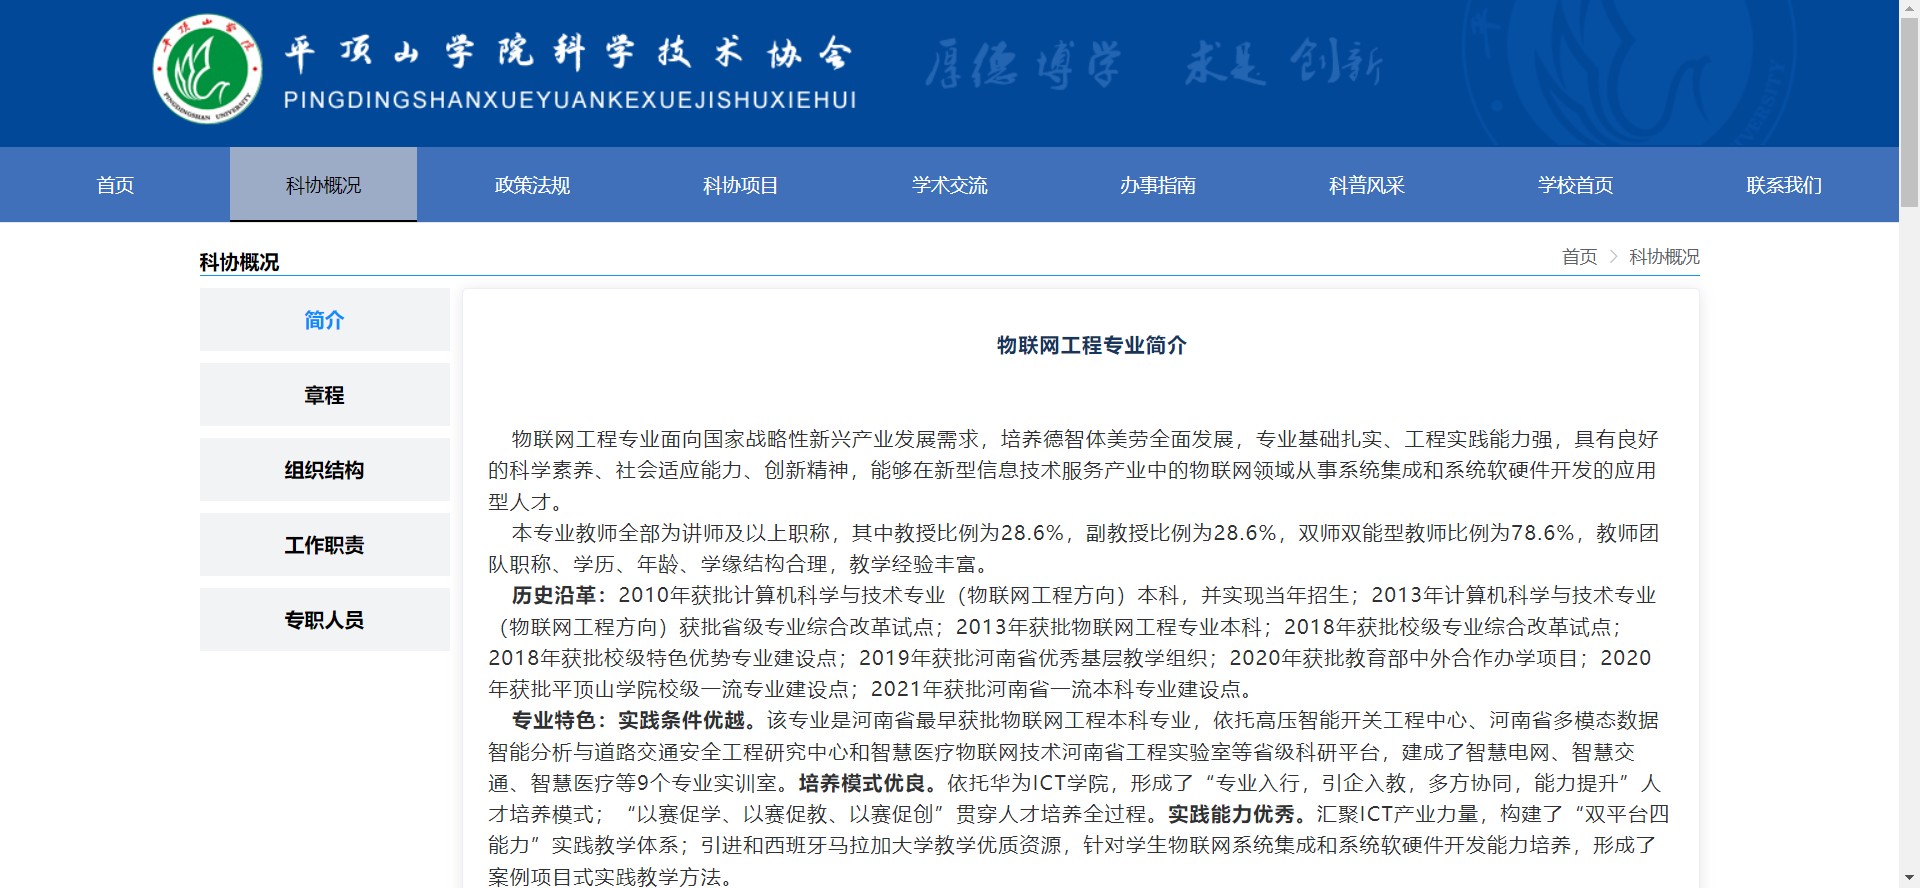 平顶山学院
PINGDINGSHAN UNIVERSITY
平顶山学院科学技术协会
PINGDINGSHANXUEYUANKEXUEJISHUXIEHUI
厚德 博学 求是 创新
首页 科协概况 政策法规 科协项目 学术交流 办事指南 科普风采 学校首页 联系我们
科协概况
首页 > 科协概况
简介
章程
组织结构
工作职责
专职人员
物联网工程专业简介
物联网工程专业面向国家战略性新兴产业发展需求，培养德智体美劳全面发展，专业基础扎实、工程实践能力强，具有良好
的科学素养、社会适应能力、创新精神，能够在新型信息技术服务产业中的物联网领域从事系统集成和系统软硬件开发的应用
型人才。
本专业教师全部为讲师及以上职称，其中教授比例为28.6%，副教授比例为28.6%，双师双能型教师比例为78.6%，教师团
队职称、学历、年龄、学缘结构合理，教学经验丰富。
历史沿革：2010年获批计算机科学与技术专业（物联网工程方向）本科，并实现当年招生；2013年计算机科学与技术专业
（物联网工程方向）获批省级专业综合改革试点；2013年获批物联网工程专业本科；2018年获批校级专业综合改革试点；
2018年获批校级特色优势专业建设点；2019年获批河南省优秀基层教学组织；2020年获批教育部中外合作办学项目；2020
年获批平顶山学院校级一流专业建设点；2021年获批河南省一流本科专业建设点。
专业特色：实践条件优越。该专业是河南省最早获批物联网工程本科专业，依托高压智能开关工程中心、河南省多模态数据
智能分析与道路交通安全工程研究中心和智慧医疗物联网技术河南省工程实验室等省级科研平台，建成了智慧电网、智慧交
通、智慧医疗等9个专业实训室。培养模式优良。依托华为ICT学院，形成了“专业入行，引企入教，多方协同，能力提升”人
才培养模式；“以赛促学、以赛促教、以赛促创”贯穿人才培养全过程。实践能力优秀。汇聚ICT产业力量，构建了“双平台四
能力”实践教学体系；引进和西班牙马拉加大学教学优质资源，针对学生物联网系统集成和系统软硬件开发能力培养，形成了
案例项目式实践教学方法。